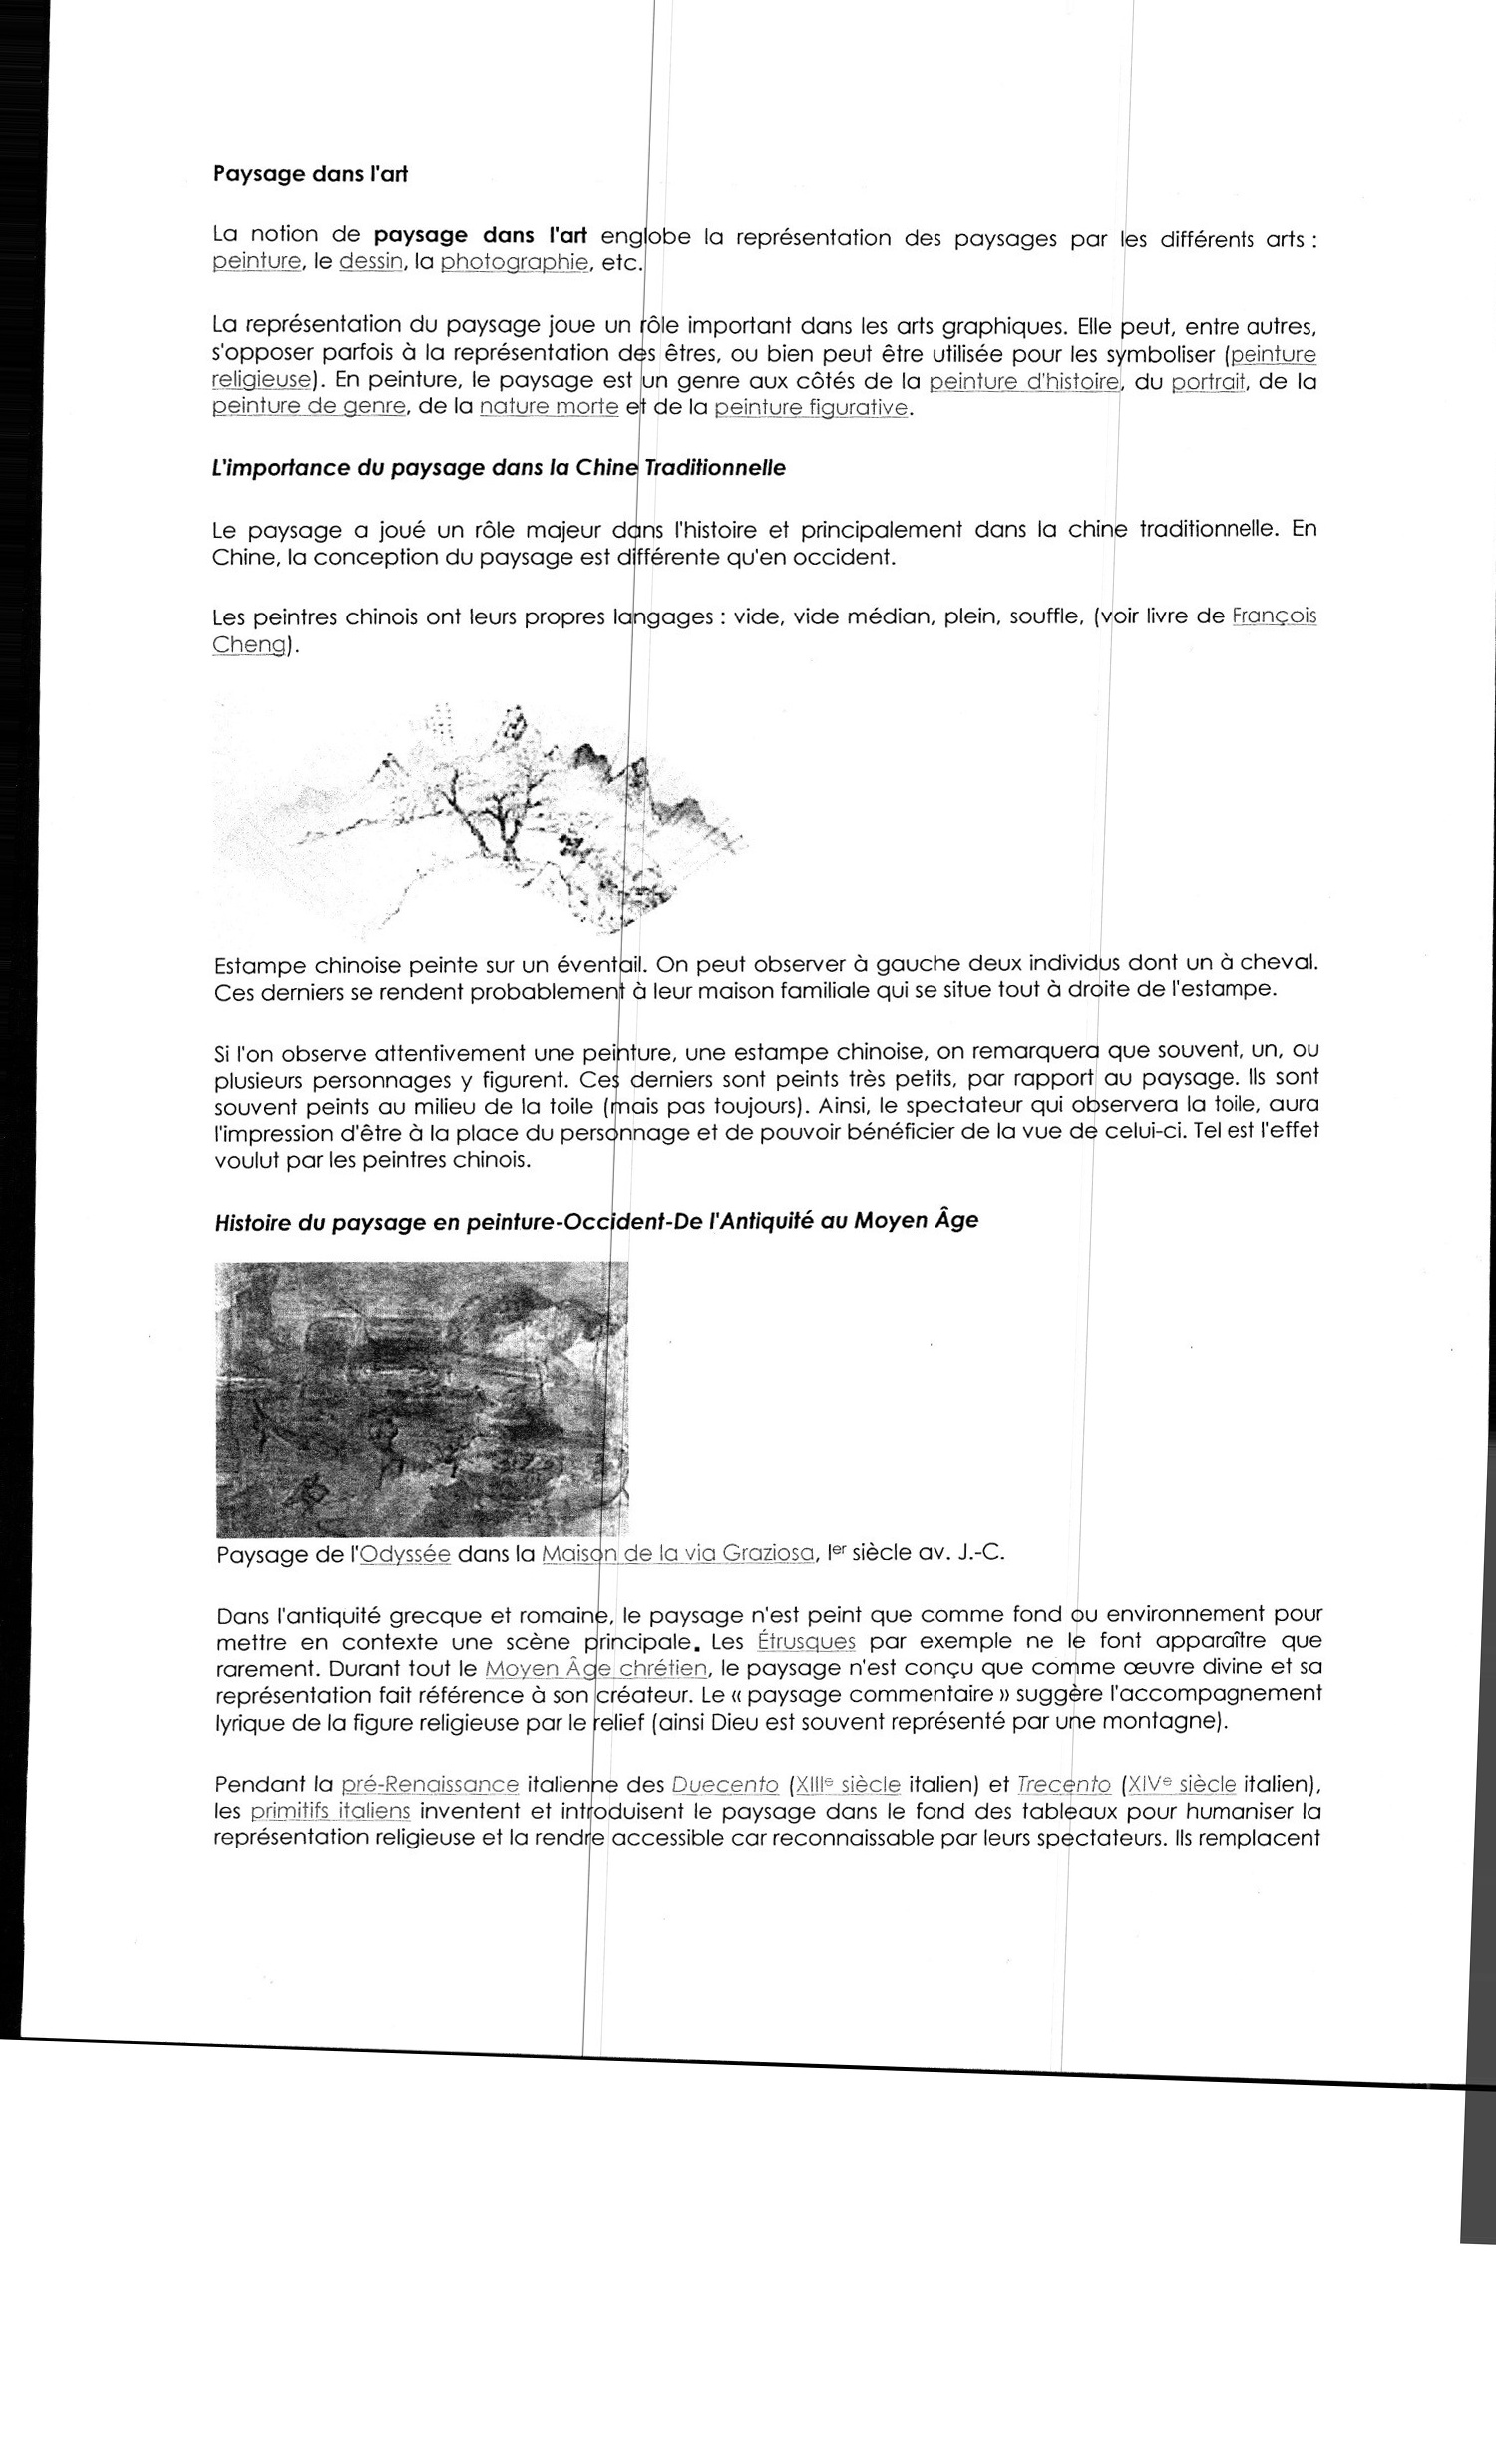 Paysage dans l'art
La notion de paysage dans l'art englobe la représentation des paysages par les différents arts :
peinture, le dessin, la photographie, etc.
La représentation du paysage joue un rôle important dans les arts graphiques. Elle peut, entre autres,
s'opposer parfois à la représentation des êtres, ou bien peut être utilisée pour les symboliser (peinture
religieuse). En peinture, le paysage est un genre aux côtés de la peinture d'histoire, du portrait, de la
peinture de genre, de la nature morte et de la peinture figurative.
L'importance du paysage dans la Chine Traditionnelle
Le paysage a joué un rôle majeur dans l'histoire et principalement dans la chine traditionnelle. En
Chine, la conception du paysage est différente qu'en occident.
Les peintres chinois ont leurs propres langages : vide, vide médian, plein, souffle, (voir livre de François
Cheng).
Estampe chinoise peinte sur un éventail. On peut observer à gauche deux individus dont un à cheval.
Ces derniers se rendent probablement à leur maison familiale qui se situe tout à droite de l'estampe.
Si l'on observe attentivement une peinture, une estampe chinoise, on remarquera que souvent, un, ou
plusieurs personnages y figurent. Ces derniers sont peints très petits, par rapport au paysage. Ils sont
souvent peints au milieu de la toile (mais pas toujours). Ainsi, le spectateur qui observera la toile, aura
l'impression d'être à la place du personnage et de pouvoir bénéficier de la vue de celui-ci. Tel est l'effet
voulut par les peintres chinois.
Histoire du paysage en peinture-Occident-De l'Antiquité au Moyen Âge
Paysage de l'Odyssée dans la Maison de la via Graziosa, Ier siècle av. J.-C.
Dans l'antiquité grecque et romaine, le paysage n'est peint que comme fond ou environnement pour
mettre en contexte une scène principale. Les Étrusques par exemple ne le font apparaître que
rarement. Durant tout le Moyen Âge chrétien, le paysage n'est conçu que comme œuvre divine et sa
représentation fait référence à son créateur. Le « paysage commentaire » suggère l'accompagnement
lyrique de la figure religieuse par le relief (ainsi Dieu est souvent représenté par une montagne).
Pendant la pré-Renaissance italienne des Duecento (XIIIe siècle italien) et Trecento (XIVe siècle italien),
les primitifs italiens inventent et introduisent le paysage dans le fond des tableaux pour humaniser la
représentation religieuse et la rendre accessible car reconnaissable par leurs spectateurs. Ils remplacent